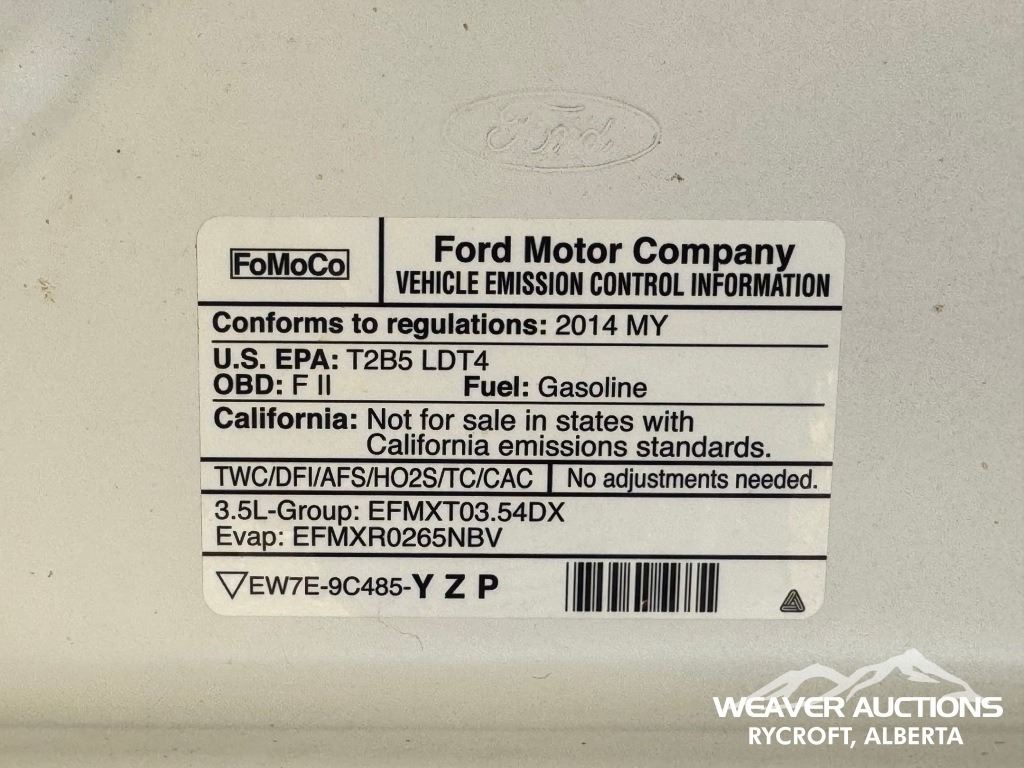 Ford
FoMoCo
Ford Motor Company
VEHICLE EMISSION CONTROL INFORMATION
Conforms to regulations: 2014 MY
U.S. EPA: T2B5 LDT4
OBD: F II Fuel: Gasoline
California: Not for sale in states with
California emissions standards.
TWC/DFI/AFS/HO2S/TC/CAC No adjustments needed.
3.5L-Group: EFMXT03.54DX
Evap: EFMXR0265NBV
EW7E-9C485-Y Z P
WEAVER AUCTIONS
RYCROFT, ALBERTA